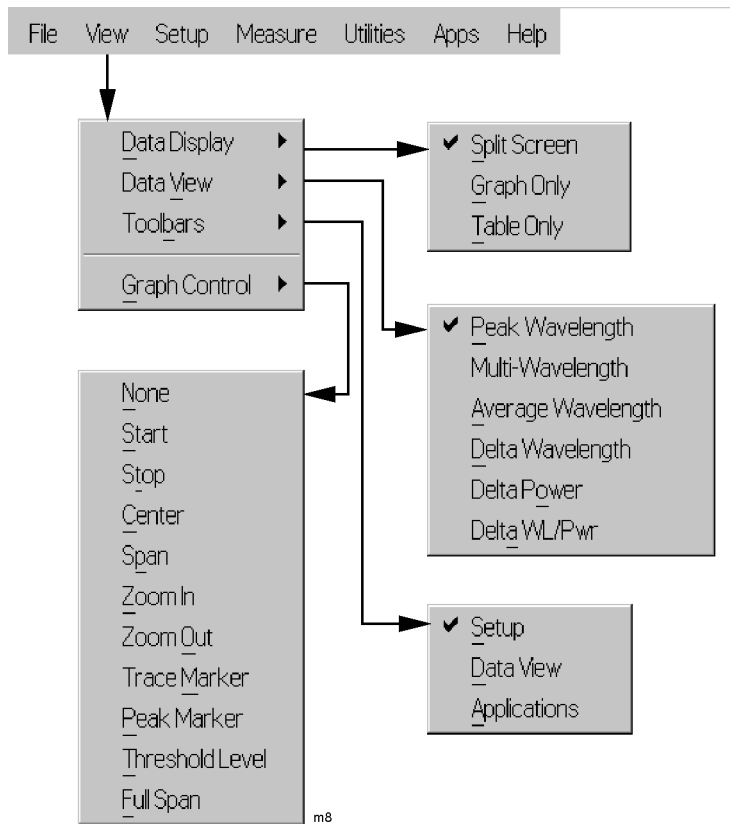 File View Setup Measure Utilities Apps Help
Data Display
Data View
Toolbars
Graph Control
Split Screen
Graph Only
Table Only
Peak Wavelength
Multi-Wavelength
Average Wavelength
Delta Wavelength
Delta Power
Delta WL/Pwr
Setup
Data View
Applications
None
Start
Stop
Center
Span
Zoom In
Zoom Out
Trace Marker
Peak Marker
Threshold Level
Full Span
m8